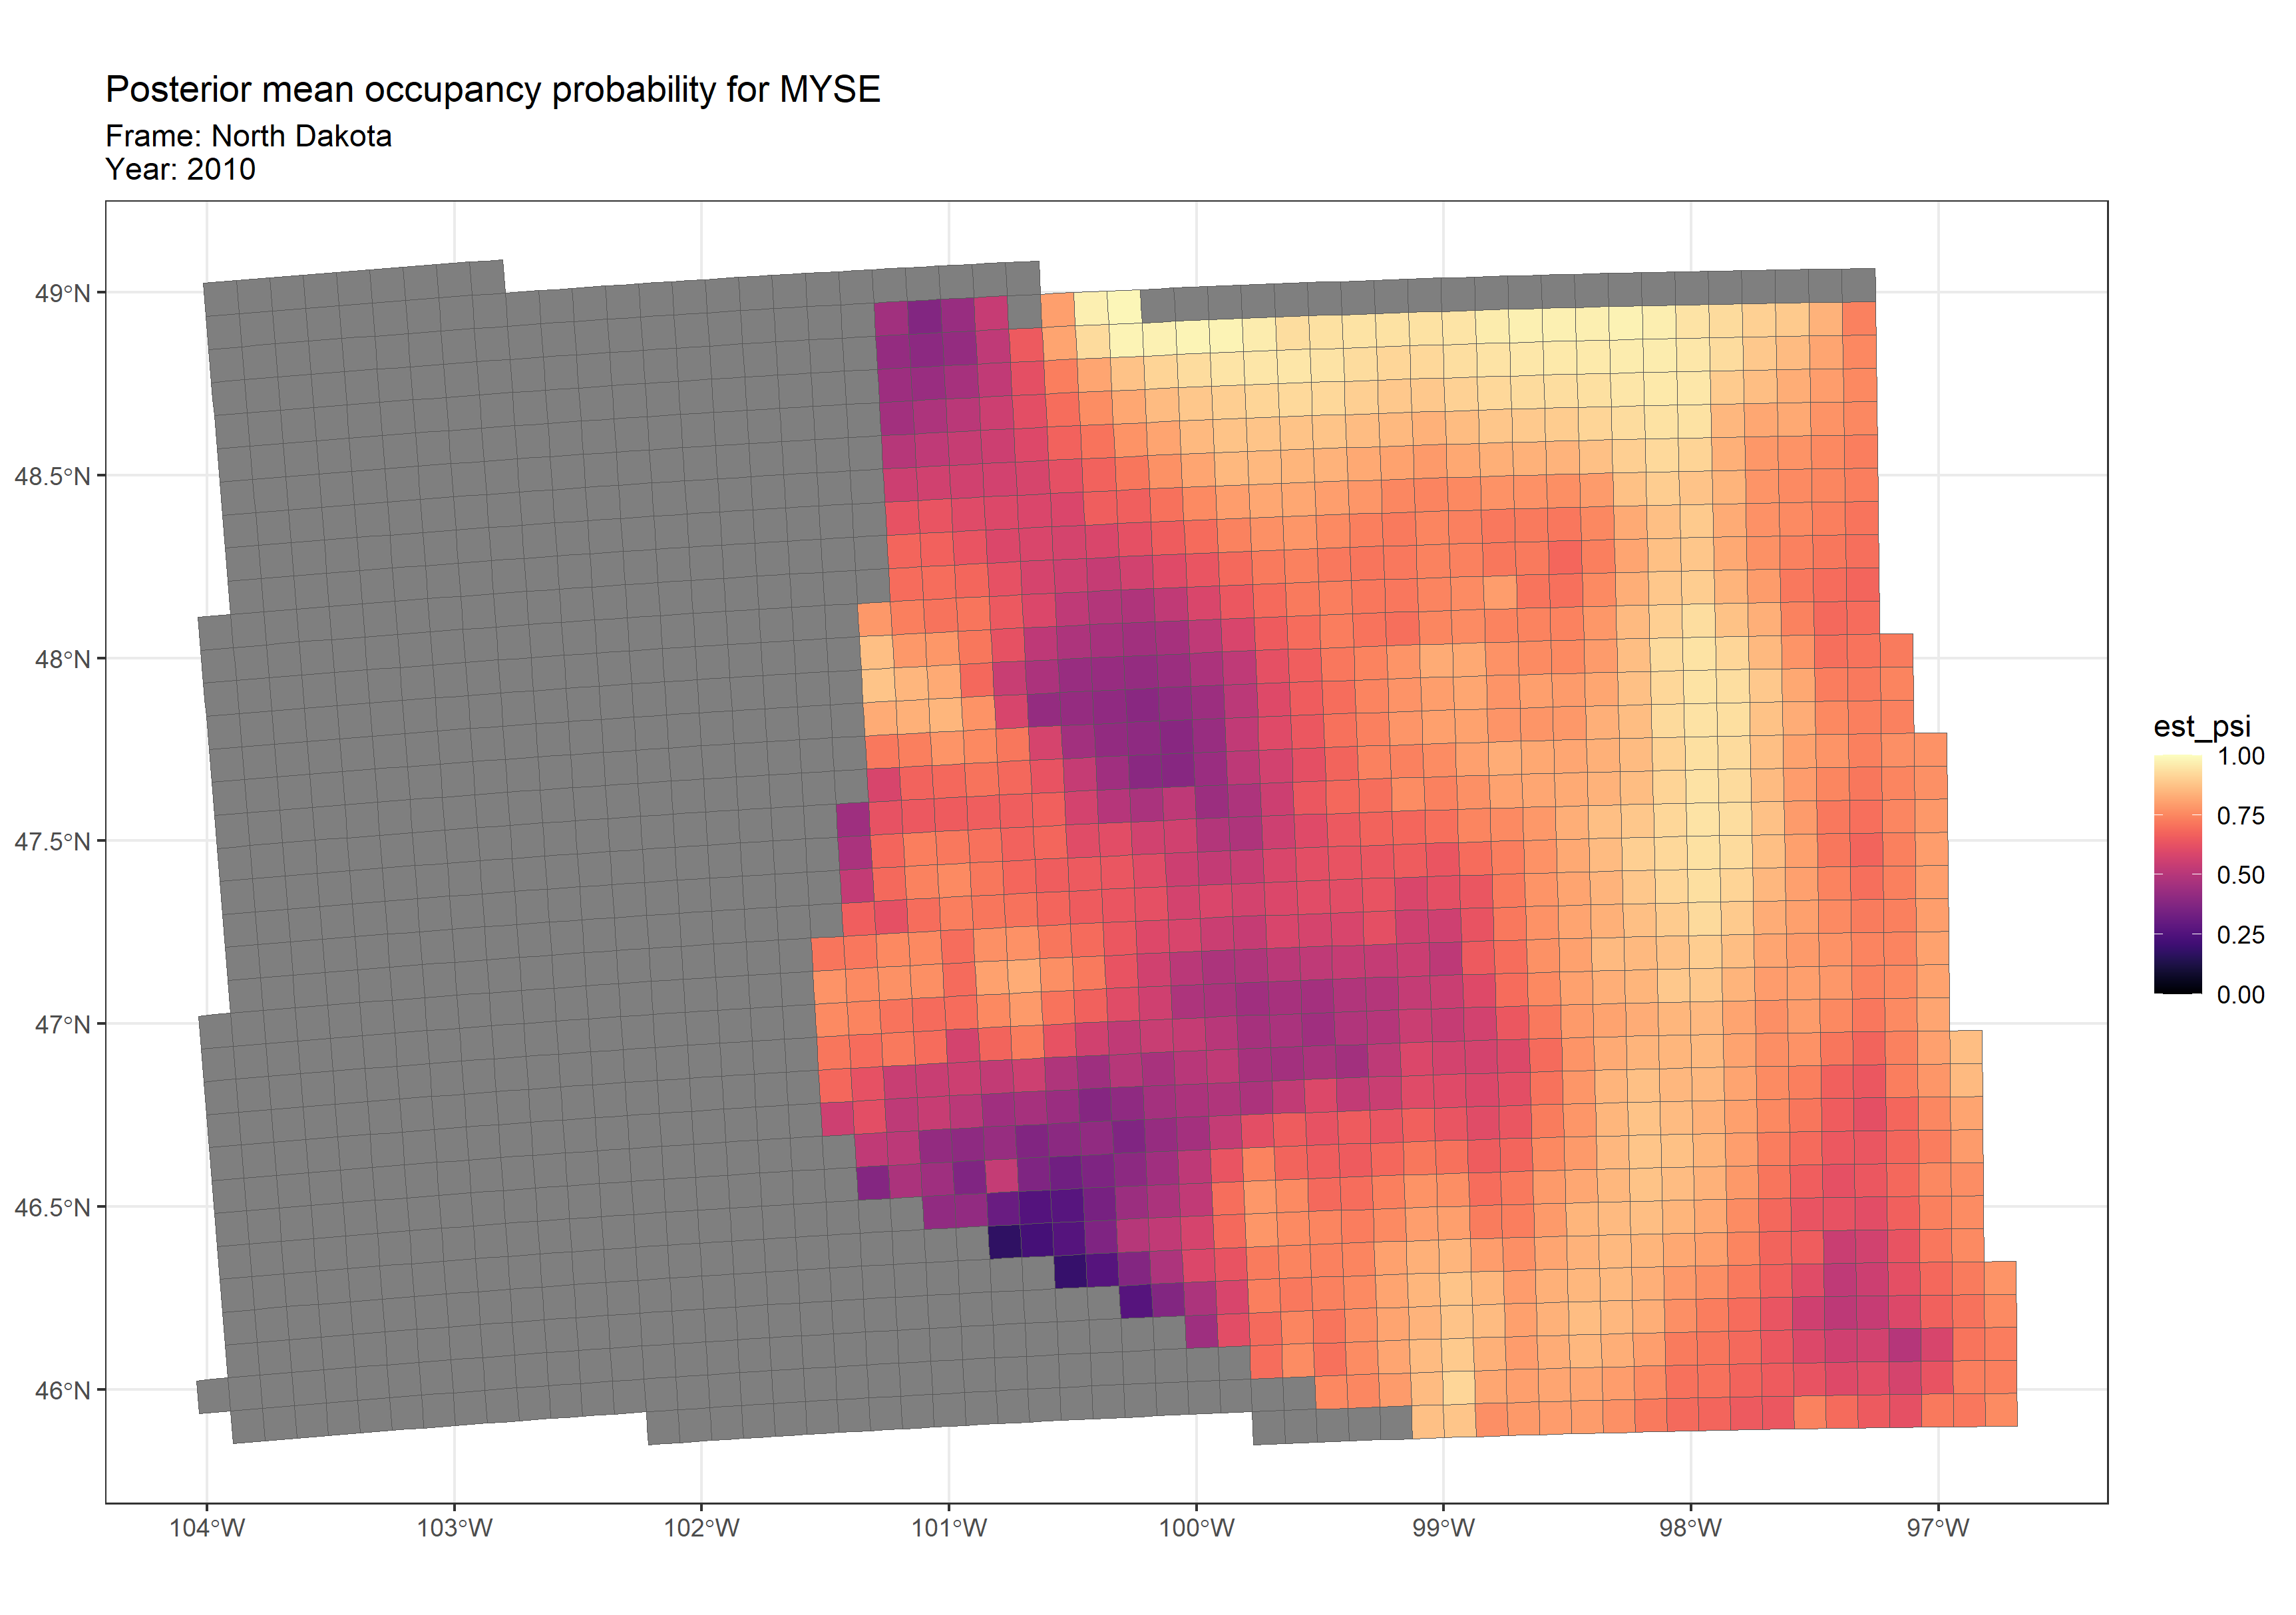 Posterior mean occupancy probability for MYSE
Frame: North Dakota
Year: 2010
49°N
48.5°N
48°N
47.5°N
47°N
46.5°N
46°N
104°W
103°W
102°W
101°W
100°W
99°W
98°W
97°W
est_psi
1.00
0.75
0.50
0.25
0.00